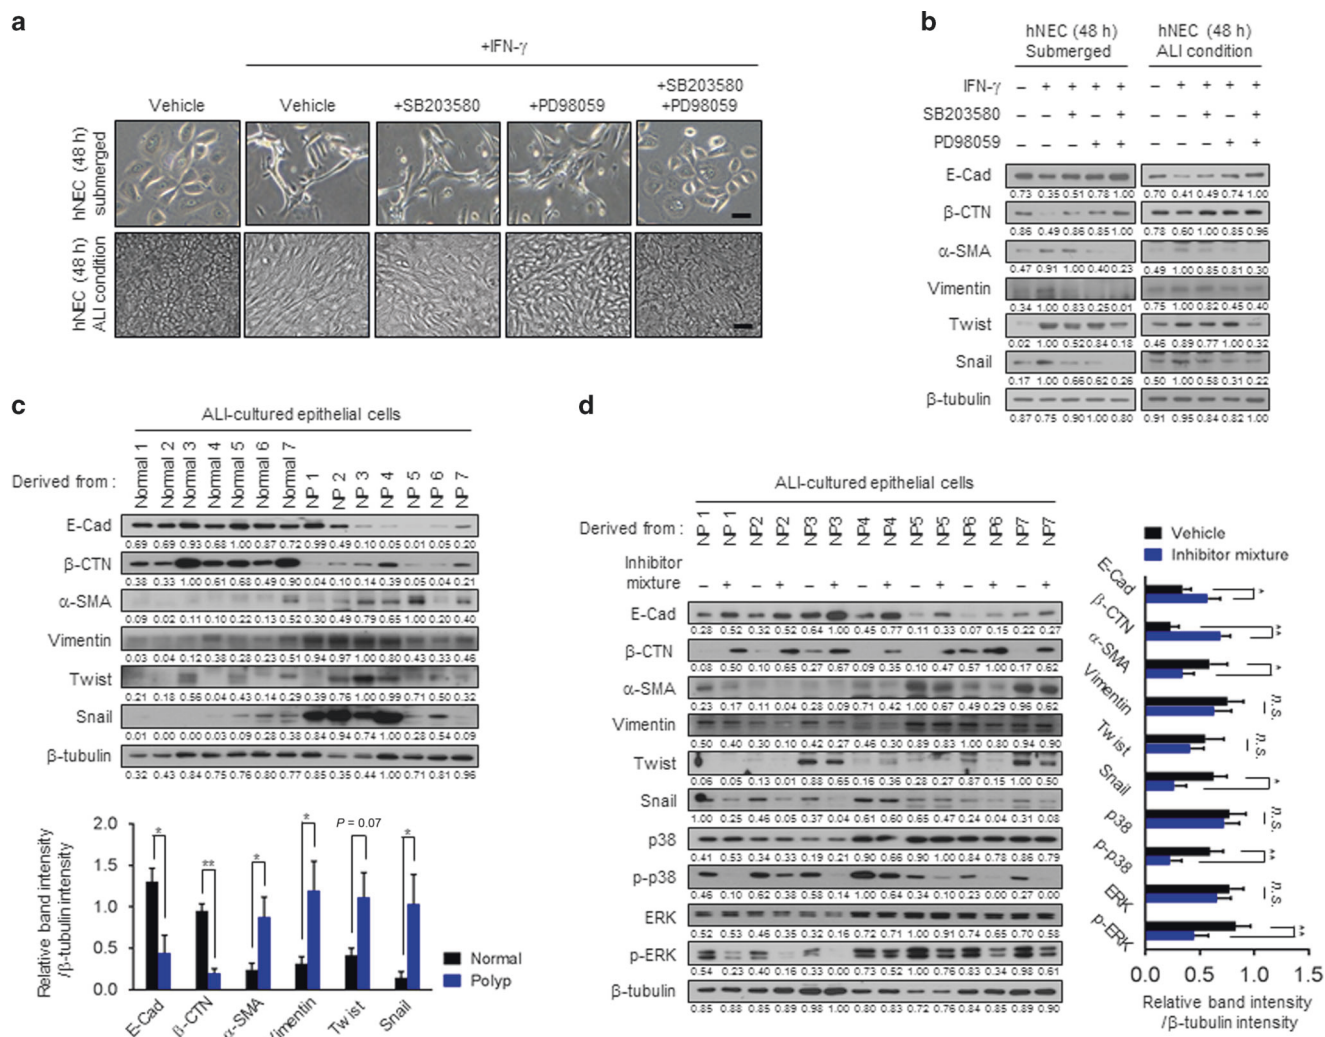 a
+IFN-γ
Vehicle
Vehicle
+SB203580
+PD98059
+SB203580
+PD98059
hNEC (48 h)
submerged
hNEC (48 h)
ALI condition
b
hNEC (48 h)
Submerged
hNEC (48 h)
ALI condition
IFN-γ – + + + + – + + + +
SB203580 – – + – + – – + – +
PD98059 – – – + + – – – + +
E-Cad
0.73 0.35 0.51 0.78 1.00 0.70 0.41 0.49 0.74 1.00
β-CTN
0.86 0.49 0.86 0.85 1.00 0.78 0.60 1.00 0.85 0.96
α-SMA
0.47 0.91 1.00 0.40 0.23 0.49 1.00 0.85 0.81 0.30
Vimentin
0.34 1.00 0.83 0.25 0.01 0.75 1.00 0.82 0.45 0.40
Twist
0.02 1.00 0.52 0.84 0.18 0.46 0.89 0.77 1.00 0.32
Snail
0.17 1.00 0.66 0.62 0.26 0.50 1.00 0.58 0.31 0.22
β-tubulin
0.87 0.75 0.90 1.00 0.80 0.91 0.95 0.84 0.82 1.00
c
ALI-cultured epithelial cells
Derived from : Normal 1 Normal 2 Normal 3 Normal 4 Normal 5 Normal 6 Normal 7 NP 1 NP 2 NP 3 NP 4 NP 5 NP 6 NP 7
E-Cad
0.69 0.69 0.93 0.68 1.00 0.87 0.72 0.99 0.49 0.10 0.05 0.01 0.05 0.20
β-CTN
0.38 0.33 1.00 0.61 0.68 0.49 0.90 0.04 0.10 0.14 0.39 0.05 0.04 0.21
α-SMA
0.09 0.02 0.11 0.10 0.22 0.13 0.52 0.30 0.49 0.79 0.65 1.00 0.20 0.40
Vimentin
0.03 0.04 0.12 0.38 0.28 0.23 0.51 0.94 0.97 1.00 0.80 0.43 0.33 0.46
Twist
0.21 0.18 0.56 0.04 0.43 0.14 0.29 0.39 0.76 1.00 0.99 0.71 0.50 0.32
Snail
0.01 0.00 0.00 0.03 0.09 0.28 0.38 0.84 0.94 0.74 1.00 0.28 0.54 0.09
β-tubulin
0.32 0.43 0.84 0.75 0.76 0.80 0.77 0.85 0.35 0.44 1.00 0.71 0.81 0.96
Relative band intensity
/β-tubulin intensity
2.0
1.5
1.0
0.5
0.0
* ** * * P = 0.07 *
Normal
Polyp
E-Cad β-CTN α-SMA Vimentin Twist Snail
d
ALI-cultured epithelial cells
Derived from : NP1 NP1 NP2 NP2 NP3 NP3 NP4 NP4 NP5 NP5 NP6 NP6 NP7 NP7
Inhibitor
mixture – + – + – + – + – + – + – +
E-Cad
0.28 0.52 0.32 0.52 0.64 1.00 0.45 0.77 0.11 0.33 0.07 0.15 0.22 0.27
β-CTN
0.08 0.50 0.10 0.65 0.27 0.67 0.09 0.35 0.10 0.47 0.57 1.00 0.17 0.62
α-SMA
0.23 0.17 0.11 0.04 0.28 0.09 0.71 0.42 1.00 0.67 0.49 0.29 0.96 0.62
Vimentin
0.50 0.40 0.30 0.10 0.42 0.27 0.46 0.30 0.89 0.83 1.00 0.80 0.94 0.90
Twist
0.06 0.05 0.13 0.01 0.88 0.65 0.16 0.36 0.28 0.27 0.87 0.15 1.00 0.50
Snail
1.00 0.25 0.46 0.05 0.37 0.04 0.61 0.60 0.65 0.47 0.24 0.04 0.31 0.08
p38
0.41 0.53 0.34 0.33 0.19 0.21 0.90 0.66 0.90 1.00 0.84 0.78 0.86 0.79
p-p38
0.46 0.10 0.62 0.38 0.58 0.14 1.00 0.64 0.34 0.10 0.23 0.00 0.27 0.00
ERK
0.52 0.53 0.46 0.35 0.32 0.16 0.72 0.71 1.00 0.91 0.74 0.65 0.70 0.58
p-ERK
0.54 0.23 0.40 0.16 0.33 0.00 0.73 0.52 1.00 0.76 0.83 0.34 0.98 0.61
β-tubulin
0.85 0.88 0.85 0.89 0.98 1.00 0.80 0.83 0.72 0.76 0.84 0.85 0.89 0.90
Vehicle
Inhibitor mixture
E-Cad *
β-CTN **
α-SMA *
Vimentin n.s.
Twist n.s.
Snail *
p38 n.s.
p-p38 **
ERK n.s.
p-ERK **
0.0 0.5 1.0 1.5
Relative band intensity
/β-tubulin intensity